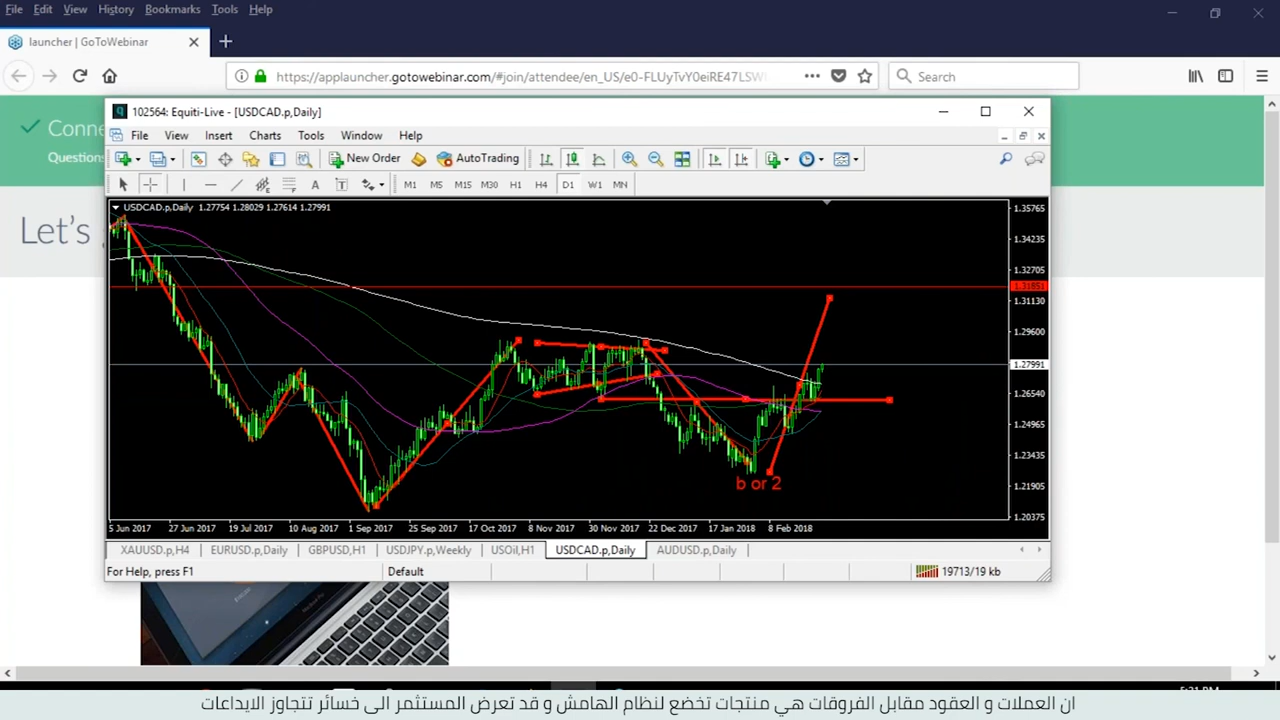 File Edit View History Bookmarks Tools Help
launcher | GoToWebinar
https://applauncher.gotowebinar.com/#join/attendee/en_US/e0-FLUyTvY0eiRE47LSW
Search
Conne
Questions
Let's
102564: Equiti-Live - [USDCAD.p,Daily]
File View Insert Charts Tools Window Help
New Order AutoTrading
A T M1 M5 M15 M30 H1 H4 D1 W1 MN
USDCAD.p,Daily 1.27754 1.28029 1.27614 1.27991
1.35765
1.34235
1.32705
1.31851
1.31130
1.29600
1.27991
1.26540
1.24965
1.23435
1.21905
1.20375
b or 2
5 Jun 2017 27 Jun 2017 19 Jul 2017 10 Aug 2017 1 Sep 2017 25 Sep 2017 17 Oct 2017 8 Nov 2017 30 Nov 2017 22 Dec 2017 17 Jan 2018 8 Feb 2018
XAUUSD.p,H4 EURUSD.p,Daily GBPUSD,H1 USDJPY.p,Weekly USOil,H1 USDCAD.p,Daily AUDUSD.p,Daily
For Help, press F1 Default 19713/19 kb
ان العملات و العقود مقابل الفروقات هي منتجات تخضع لنظام الهامش و قد تعرض المستثمر الى خسائر تتجاوز الايداعات